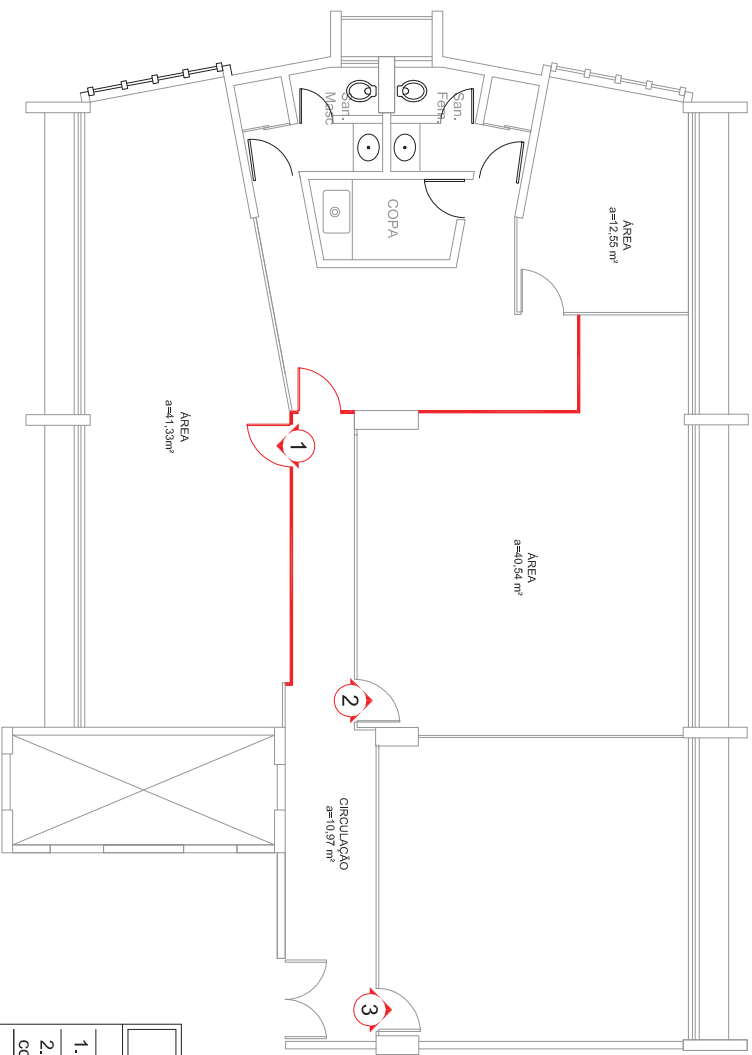 San.
Masc
San.
Fem.
COPA
ÁREA
a=12,55 m²
ÁREA
a=41,33m²
1
ÁREA
a=40,54 m²
2
CIRCULAÇÃO
a=10,97 m²
3
1.
2.
co